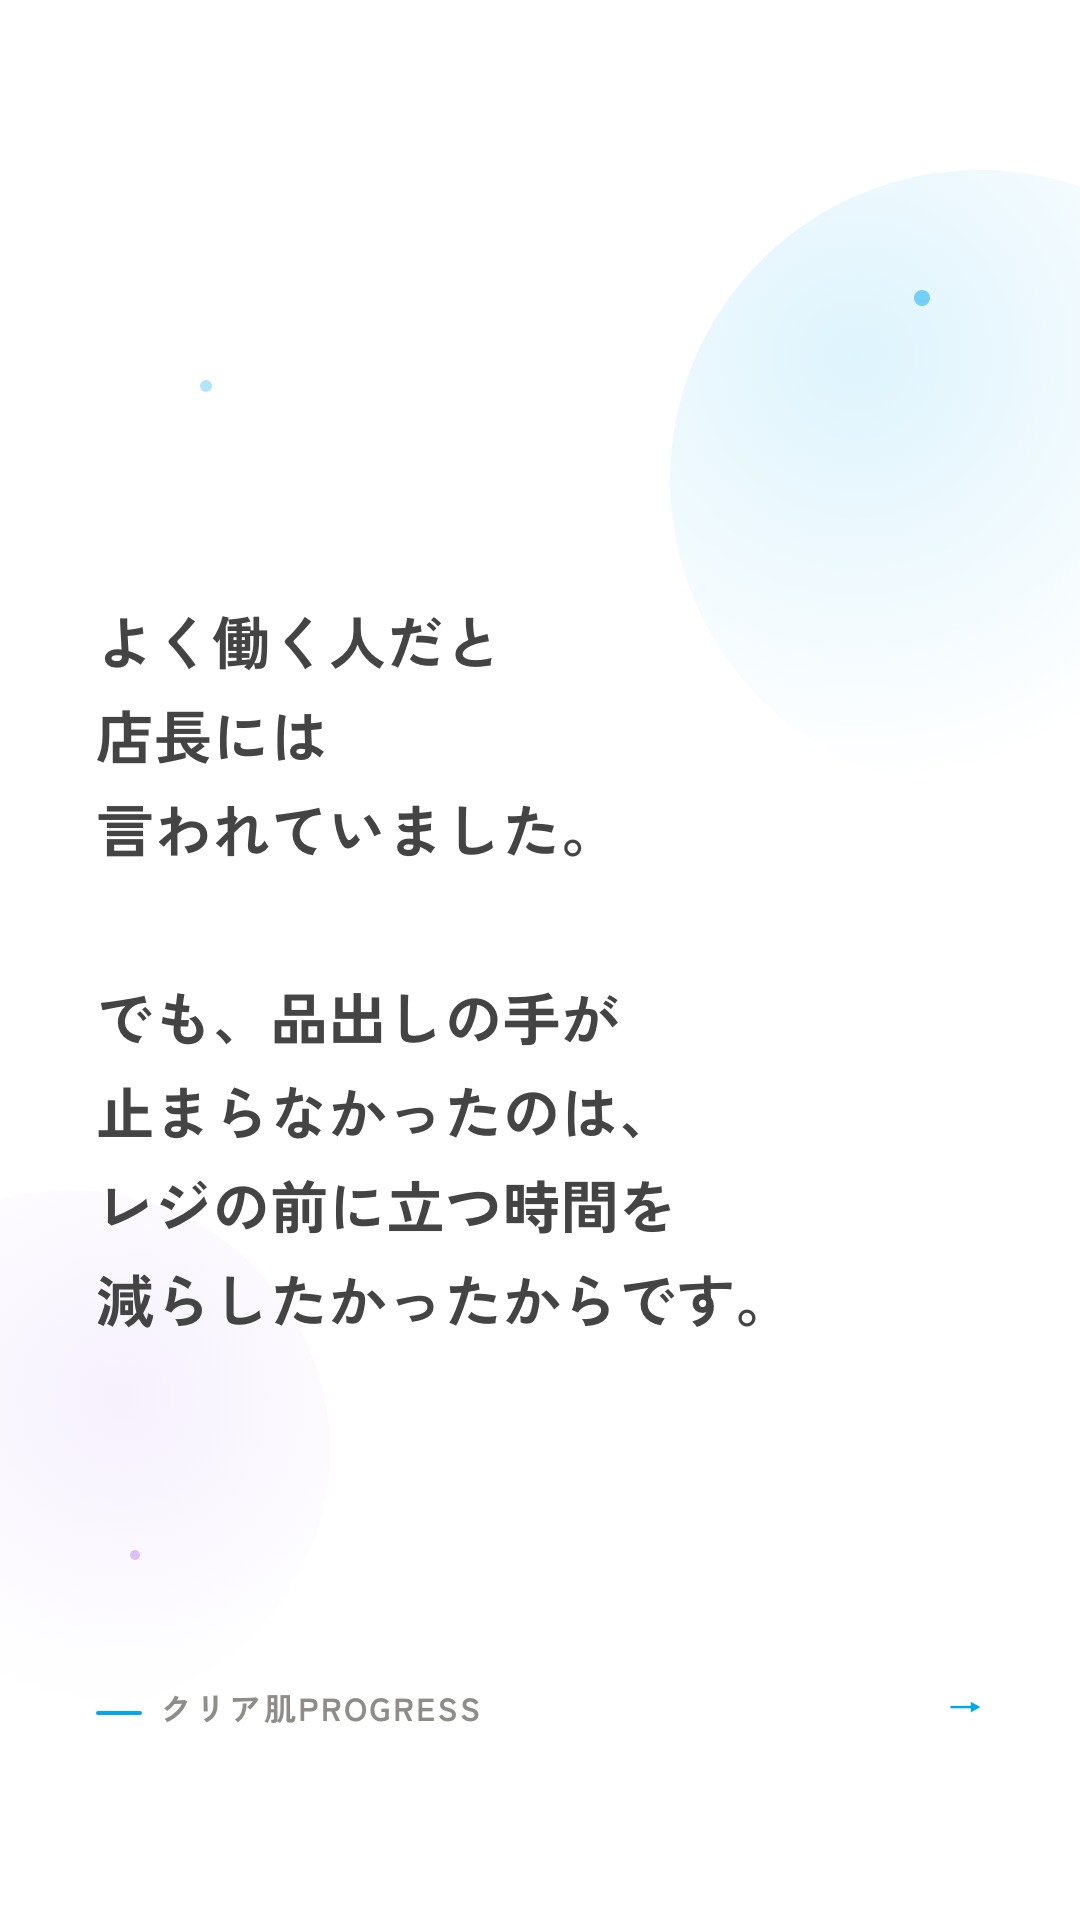 よく働く人だと
店長には
言われていました。
でも、品出しの手が
止まらなかったのは、
レジの前に立つ時間を
減らしたかったからです。
クリア肌PROGRESS
→